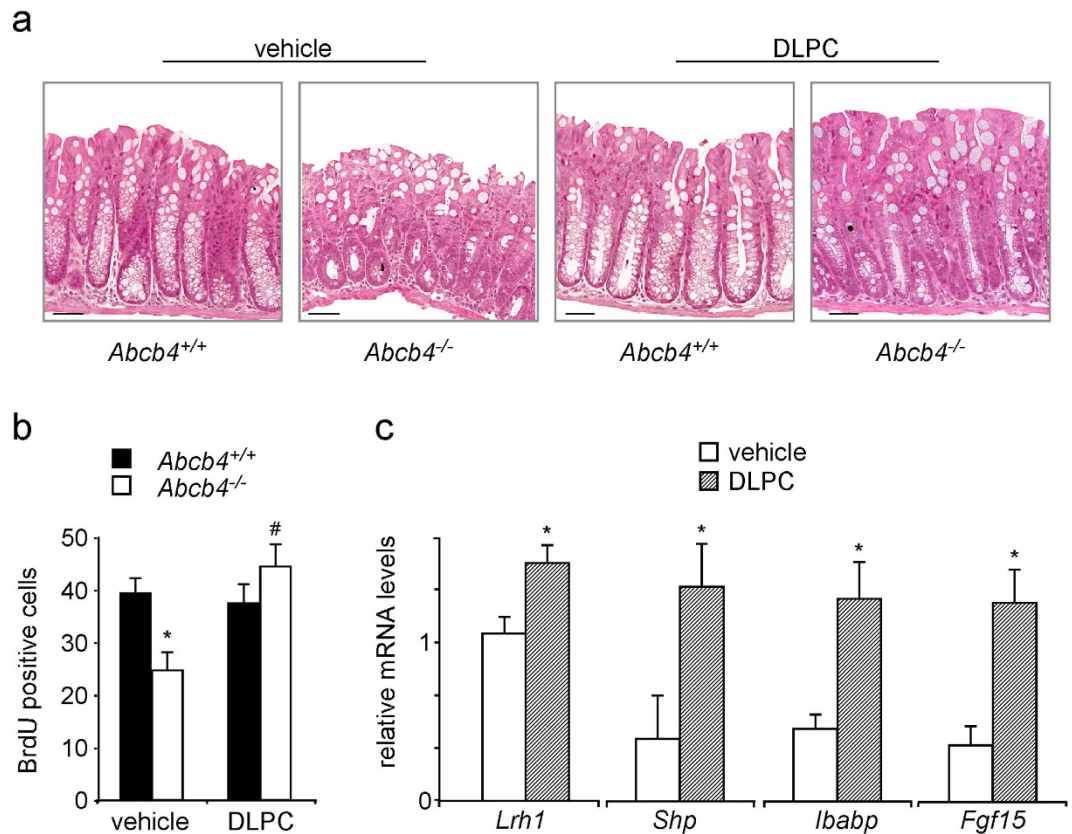 a
vehicle DLPC
Abcb4+/+ Abcb4-/- Abcb4+/+ Abcb4-/-
b
Abcb4+/+
Abcb4-/-
BrdU positive cells
50
40
30
20
10
0
*
#
vehicle DLPC
c
vehicle
DLPC
relative mRNA levels
1
0
* * * *
Lrh1 Shp Ibabp Fgf15